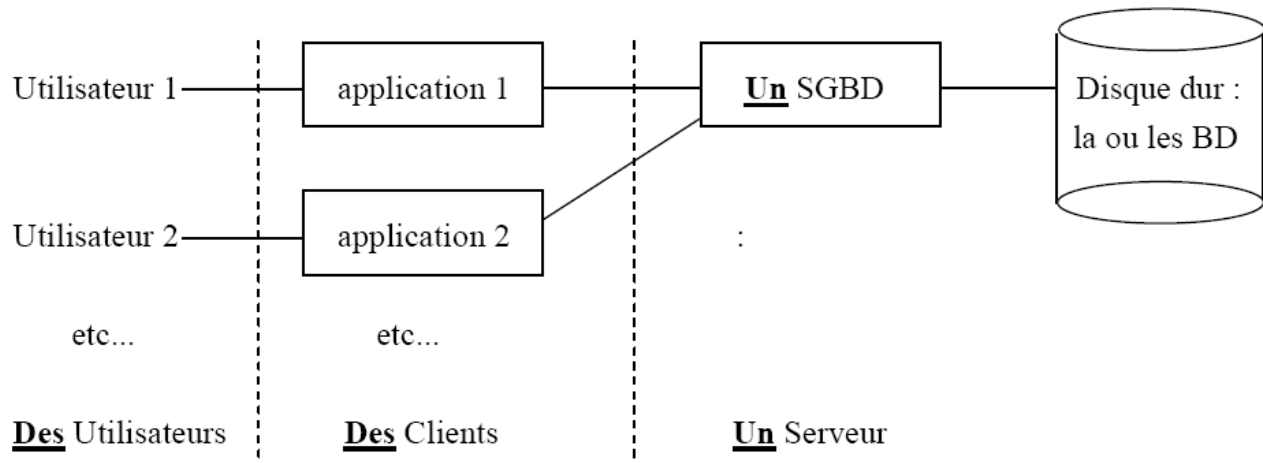 Utilisateur 1
application 1
Un SGBD
Disque dur :
la ou les BD
Utilisateur 2
application 2
:
etc...
etc...
Des Utilisateurs
Des Clients
Un Serveur